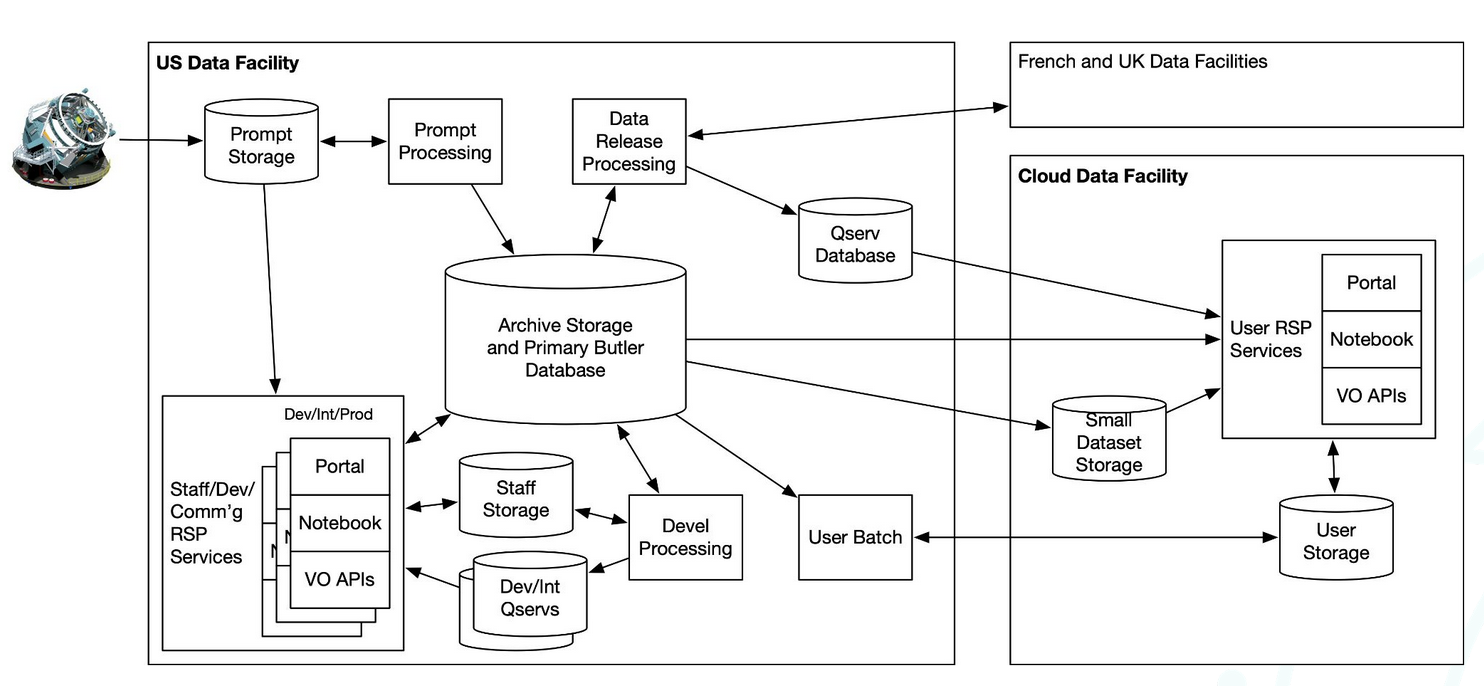 US Data Facility
French and UK Data Facilities
Prompt
Storage
Prompt
Processing
Data
Release
Processing
Cloud Data Facility
Qserv
Database
Portal
User RSP
Services
Notebook
VO APIs
Archive Storage
and Primary Butler
Database
Small
Dataset
Storage
Dev/Int/Prod
Staff/Dev/
Comm'g
RSP
Services
Portal
Notebook
VO APIs
Staff
Storage
Devel
Processing
User Batch
User
Storage
Dev/Int
Qservs